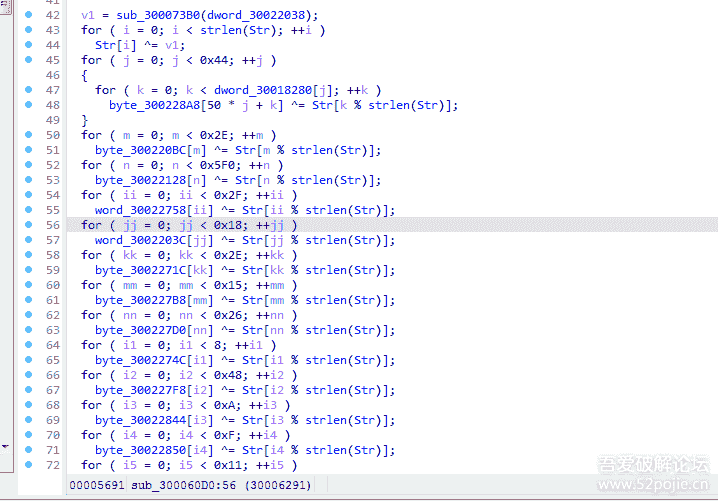 41
42 v1 = sub_300073B0(dword_30022038);
43 for ( i = 0; i < strlen(Str); ++i )
44 Str[i] ^= v1;
45 for ( j = 0; j < 0x44; ++j )
46 {
47 for ( k = 0; k < dword_30018280[j]; ++k )
48 byte_300228A8[50 * j + k] ^= Str[k % strlen(Str)];
49 }
50 for ( m = 0; m < 0x2E; ++m )
51 byte_300220BC[m] ^= Str[m % strlen(Str)];
52 for ( n = 0; n < 0x5F0; ++n )
53 byte_30022128[n] ^= Str[n % strlen(Str)];
54 for ( ii = 0; ii < 0x2F; ++ii )
55 word_30022758[ii] ^= Str[ii % strlen(Str)];
56 for ( jj = 0; jj < 0x18; ++jj )
57 word_3002203C[jj] ^= Str[jj % strlen(Str)];
58 for ( kk = 0; kk < 0x2E; ++kk )
59 byte_3002271C[kk] ^= Str[kk % strlen(Str)];
60 for ( mm = 0; mm < 0x15; ++mm )
61 byte_300227B8[mm] ^= Str[mm % strlen(Str)];
62 for ( nn = 0; nn < 0x26; ++nn )
63 byte_300227D0[nn] ^= Str[nn % strlen(Str)];
64 for ( i1 = 0; i1 < 8; ++i1 )
65 byte_3002274C[i1] ^= Str[i1 % strlen(Str)];
66 for ( i2 = 0; i2 < 0x48; ++i2 )
67 byte_300227F8[i2] ^= Str[i2 % strlen(Str)];
68 for ( i3 = 0; i3 < 0xA; ++i3 )
69 byte_30022844[i3] ^= Str[i3 % strlen(Str)];
70 for ( i4 = 0; i4 < 0xF; ++i4 )
71 byte_30022850[i4] ^= Str[i4 % strlen(Str)];
72 for ( i5 = 0; i5 < 0x11; ++i5 )
00005691 sub_300060D0:56 (30006291)
吾爱破解论坛
www.52pojie.cn